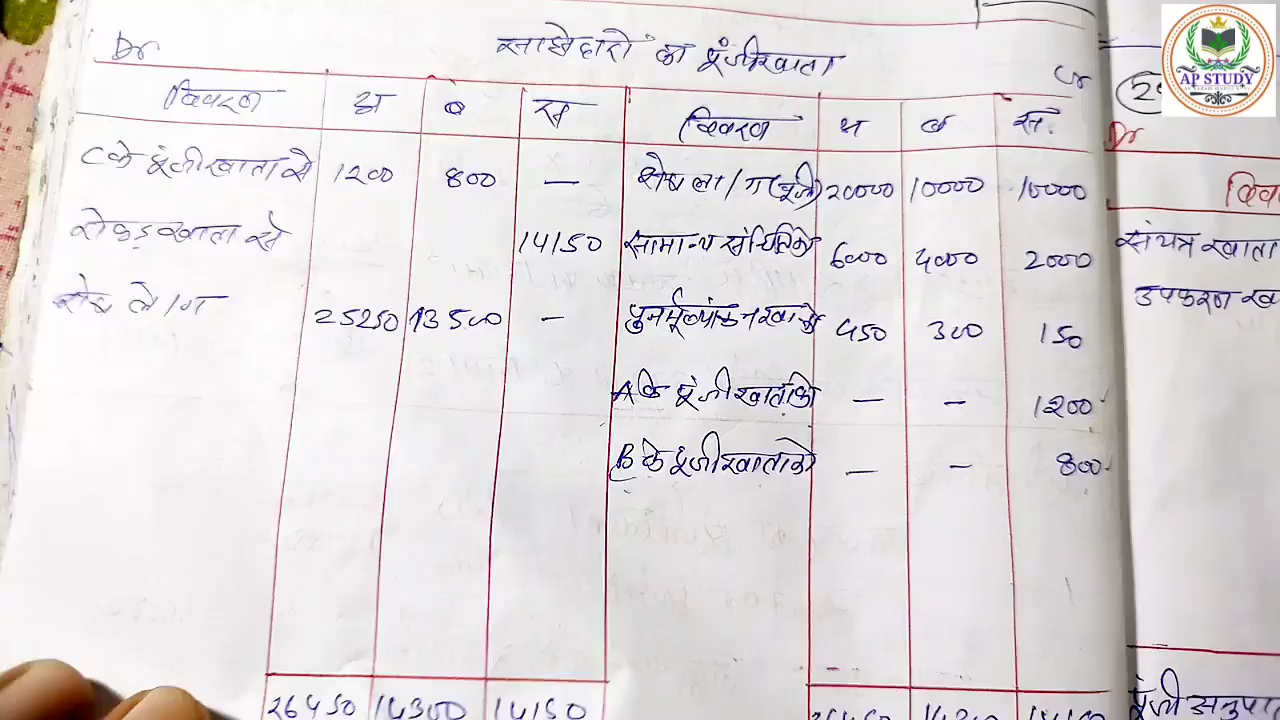 AP STUDY
Dr साझेदारो का पूंजीखाता Cr
विवरण अ ब स विवरण अ ब स.
C के पूंजीखाता से 1200 800 — शेष ला/ग (पूंजी) 20000 10000 10000
रोकड़ खाता से 14150 सामान्य संचिति को 6000 4000 2000
शेष ले/ग 25250 13500 — पुनर्मूल्यांकन खा को 450 300 150
A के पूंजीखाता को — — 1200
B के पूंजीखाता को — — 800
26450 14300 14150
Dr
संयत्र खाता
उपकरण
पूंजी